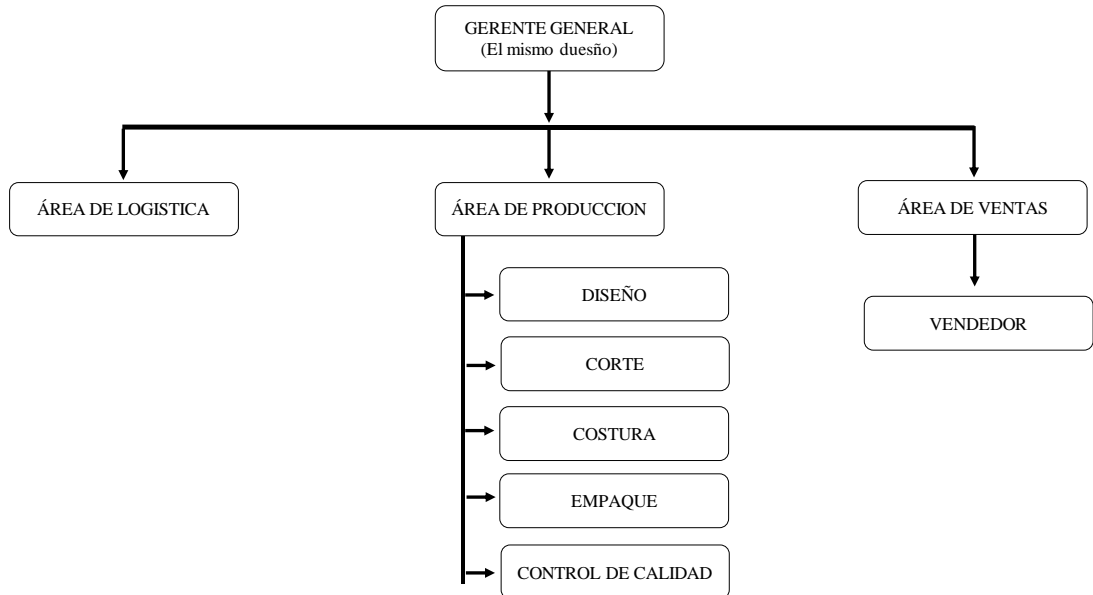 GERENTE GENERAL
(El mismo duesño)
ÁREA DE LOGISTICA
ÁREA DE PRODUCCION
ÁREA DE VENTAS
DISEÑO
VENDEDOR
CORTE
COSTURA
EMPAQUE
CONTROL DE CALIDAD